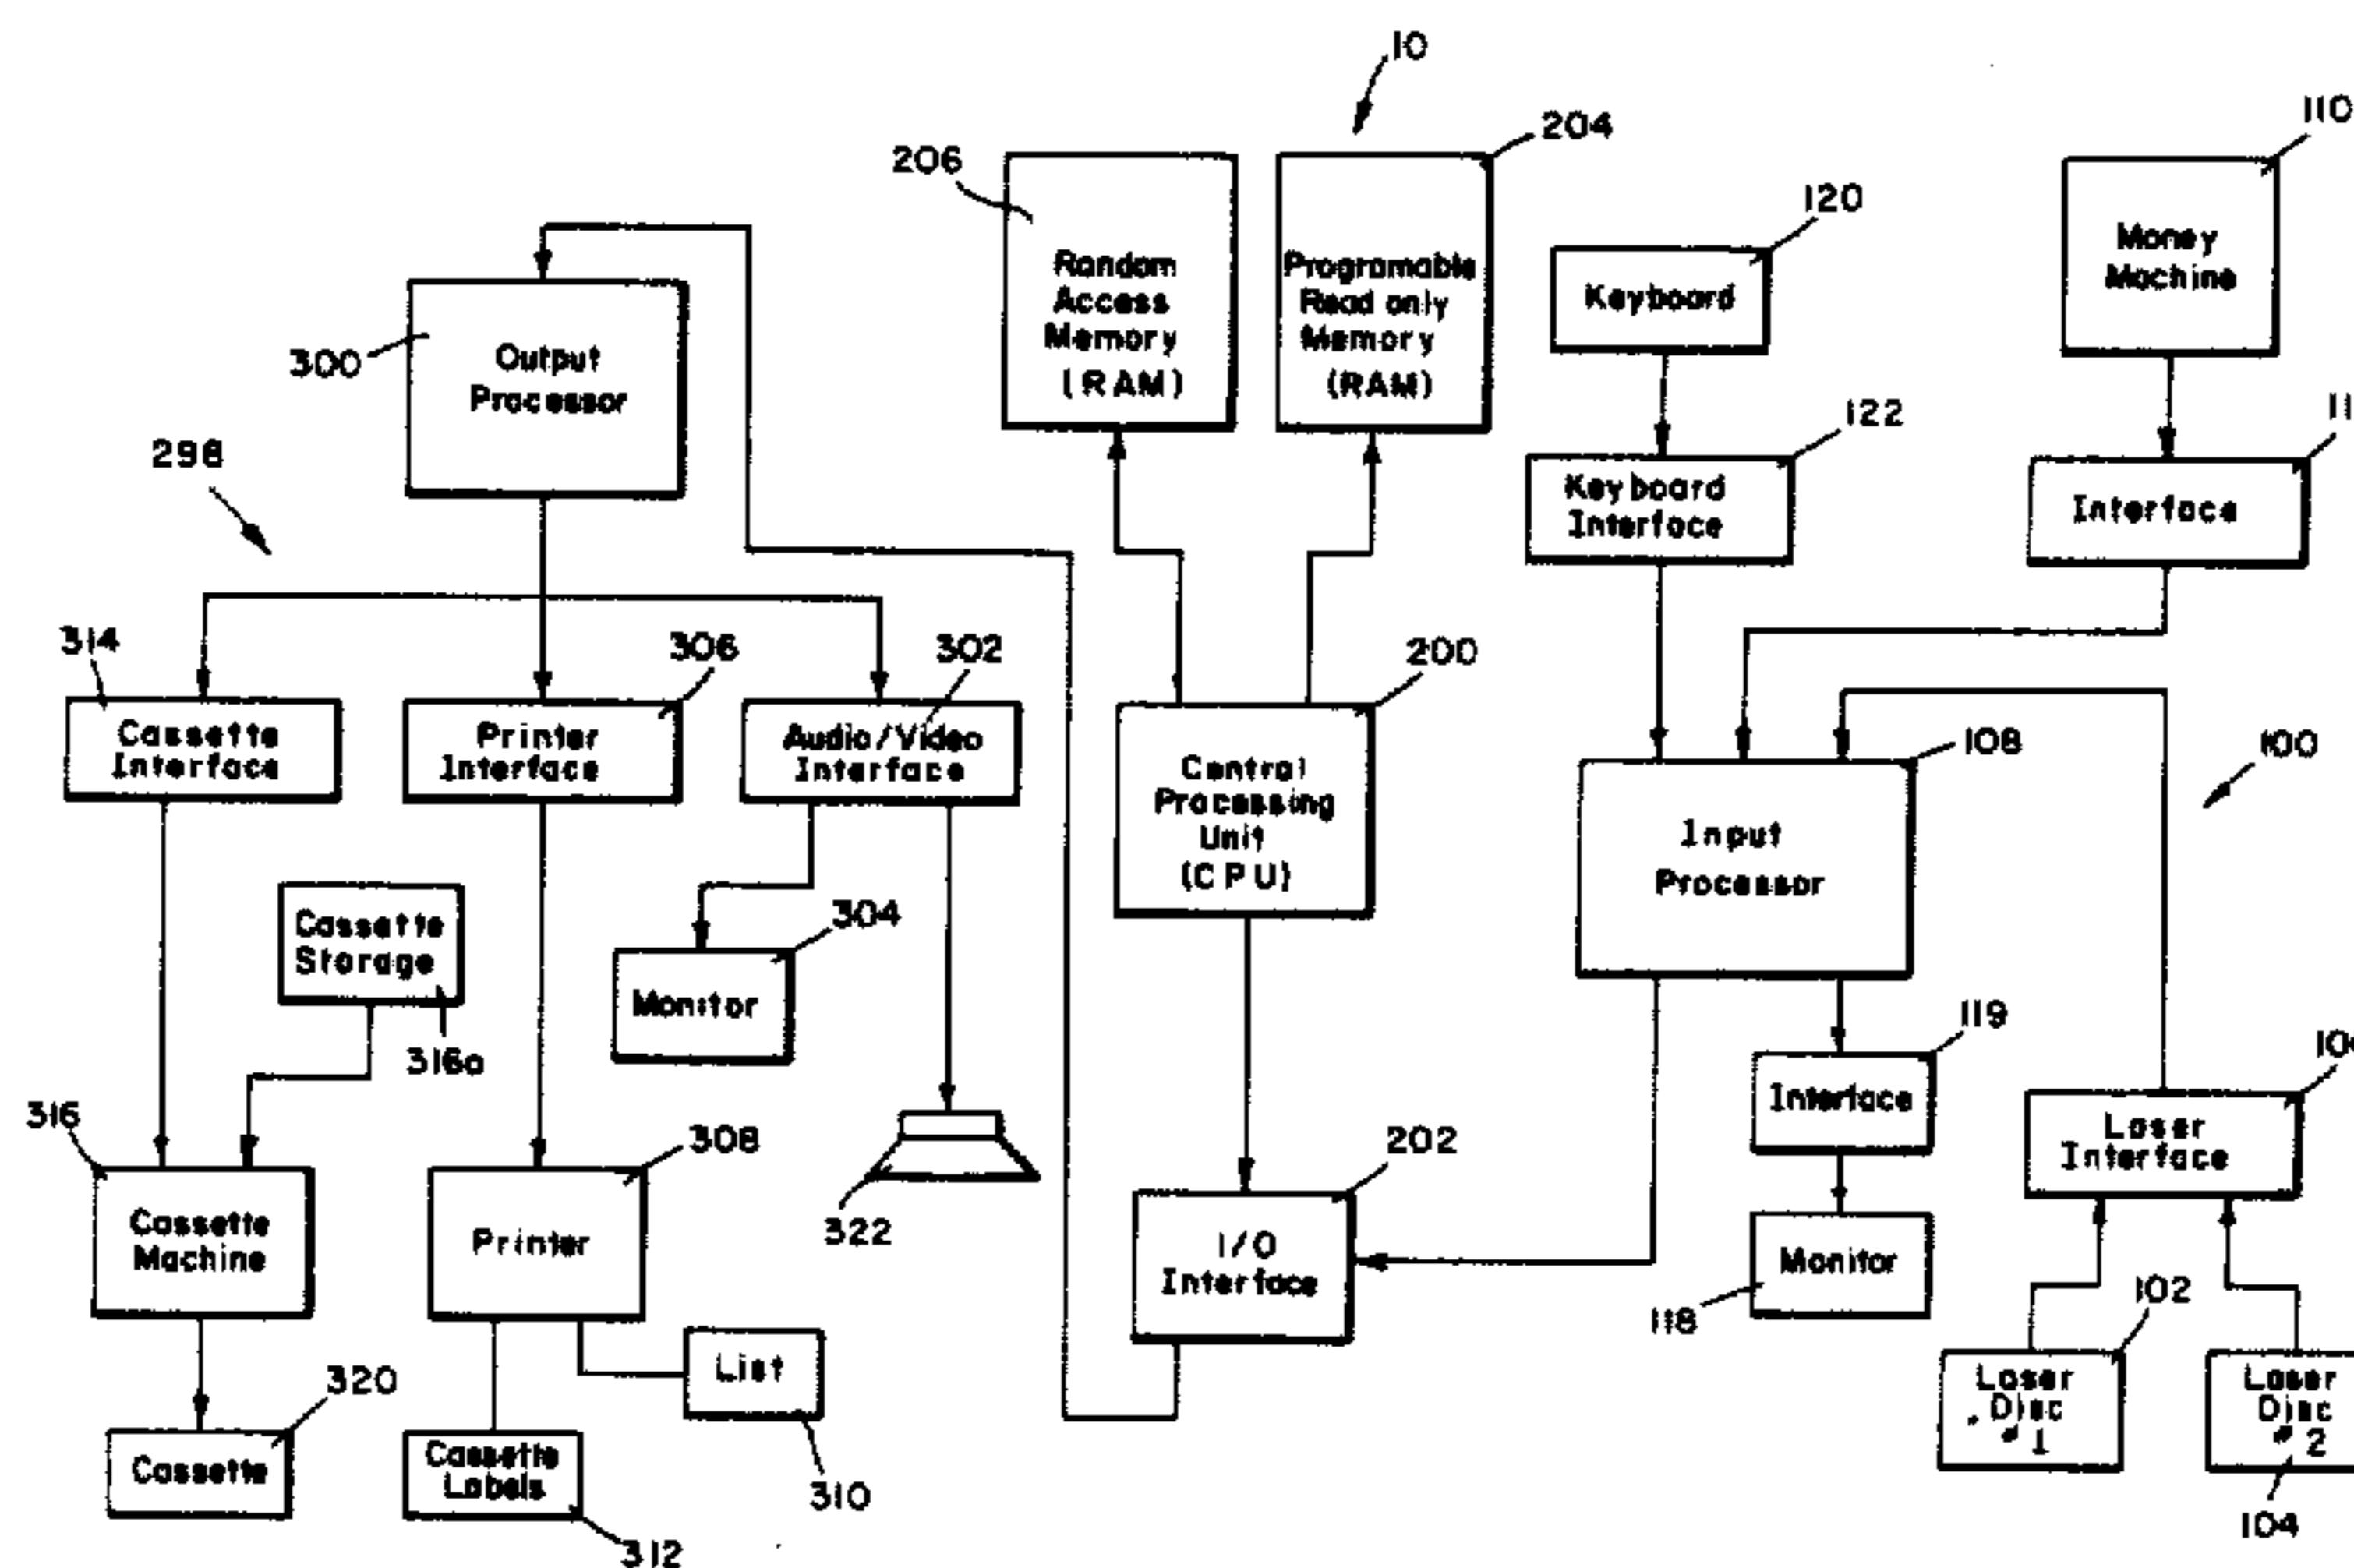 10
110
204
206
120
Money
Machine
Random
Access
Memory
(RAM)
Programable
Read only
Memory
(RAM)
Keyboard
300
Output
Processor
122
298
Keyboard
Interface
Interface
314
306
302
200
108
100
Cassette
Interface
Printer
Interface
Audio/Video
Interface
Central
Processing
Unit
(CPU)
Input
Processor
Cassette
Storage
304
316a
Monitor
119
Interface
316
308
202
Laser
Interface
Cassette
Machine
Printer
322
I/O
Interface
Monitor
118
102
320
List
Laser
Disc
# 1
Laser
Disc
# 2
Cassette
Cassette
Labels
310
312
104